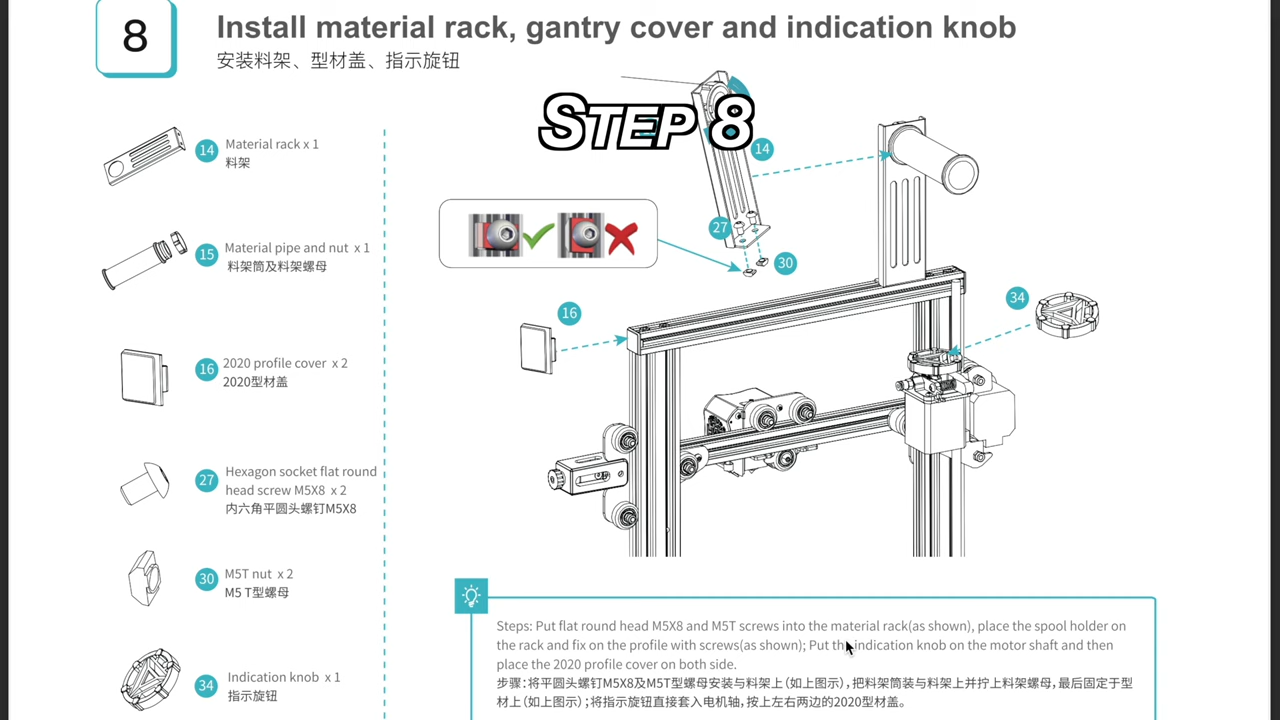 8
Install material rack, gantry cover and indication knob
安装料架、型材盖、指示旋钮
STEP 8
14
Material rack x 1
料架
15
Material pipe and nut x 1
料架筒及料架螺母
16
2020 profile cover x 2
2020型材盖
27
Hexagon socket flat round
head screw M5X8 x 2
内六角平圆头螺钉M5X8
30
M5T nut x 2
M5 T型螺母
34
Indication knob x 1
指示旋钮
14
27
30
16
34
Steps: Put flat round head M5X8 and M5T screws into the material rack(as shown), place the spool holder on
the rack and fix on the profile with screws(as shown); Put the indication knob on the motor shaft and then
place the 2020 profile cover on both side.
步骤：将平圆头螺钉M5X8及M5T型螺母安装与料架上（如上图示），把料架筒装与料架上并拧上料架螺母，最后固定于型
材上（如上图示）；将指示旋钮直接套入电机轴，按上左右两边的2020型材盖。